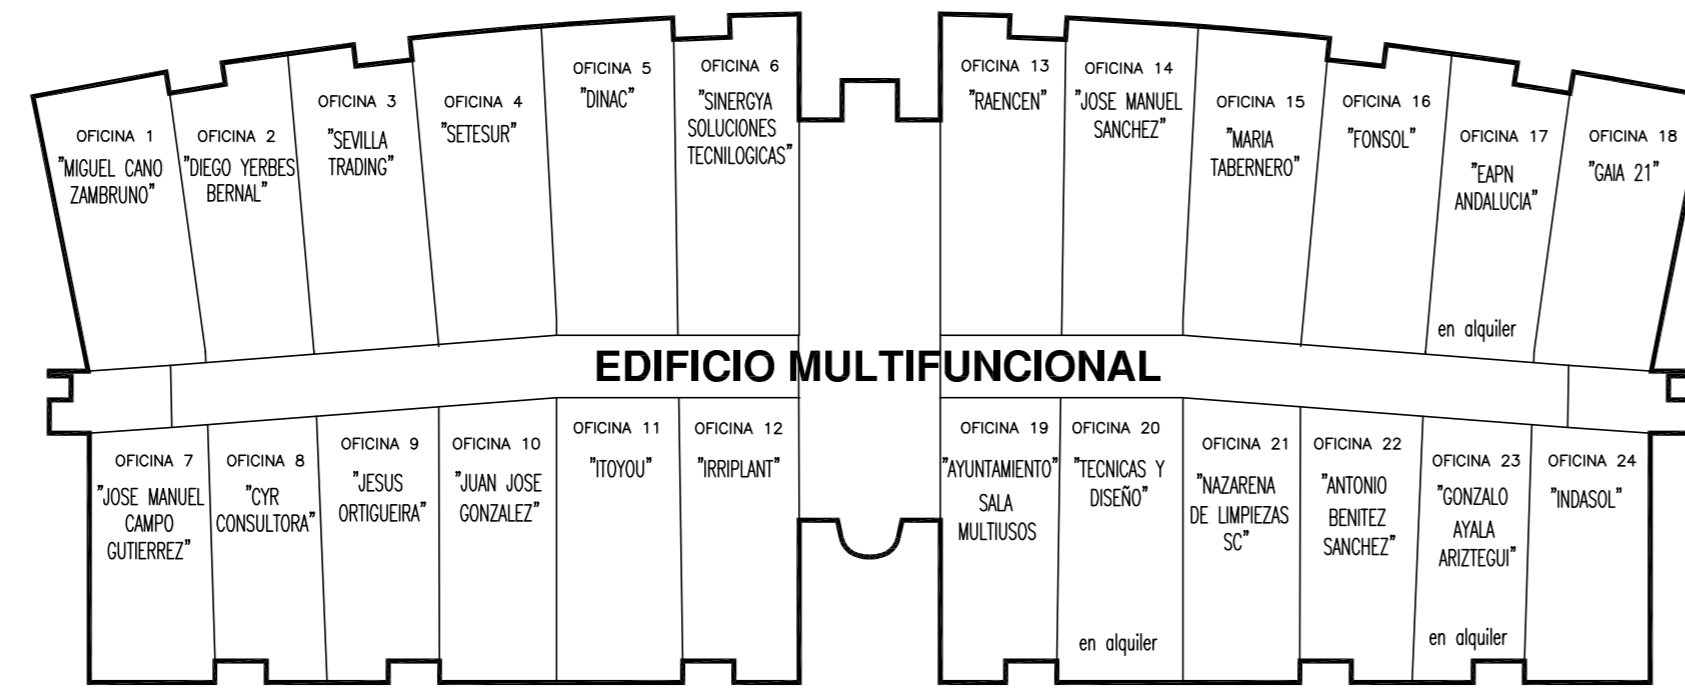 OFICINA 1
"MIGUEL CANO
ZAMBRUNO"
OFICINA 2
"DIEGO YERBES
BERNAL"
OFICINA 3
"SEVILLA
TRADING"
OFICINA 4
"SETESUR"
OFICINA 5
"DINAC"
OFICINA 6
"SINERGYA
SOLUCIONES
TECNILOGICAS"
OFICINA 13
"RAENCEN"
OFICINA 14
"JOSE MANUEL
SANCHEZ"
OFICINA 15
"MARIA
TABERNERO"
OFICINA 16
"FONSOL"
OFICINA 17
"EAPN
ANDALUCIA"
en alquiler
OFICINA 18
"GAIA 21"
EDIFICIO MULTIFUNCIONAL
OFICINA 7
"JOSE MANUEL
CAMPO
GUTIERREZ"
OFICINA 8
"CYR
CONSULTORA"
OFICINA 9
"JESUS
ORTIGUEIRA"
OFICINA 10
"JUAN JOSE
GONZALEZ"
OFICINA 11
"ITOYOU"
OFICINA 12
"IRRIPLANT"
OFICINA 19
"AYUNTAMIENTO"
SALA
MULTIUSOS
OFICINA 20
"TECNICAS Y
DISEÑO"
en alquiler
OFICINA 21
"NAZARENA
DE LIMPIEZAS
SC"
OFICINA 22
"ANTONIO
BENITEZ
SANCHEZ"
OFICINA 23
"GONZALO
AYALA
ARIZTEGUI"
en alquiler
OFICINA 24
"INDASOL"